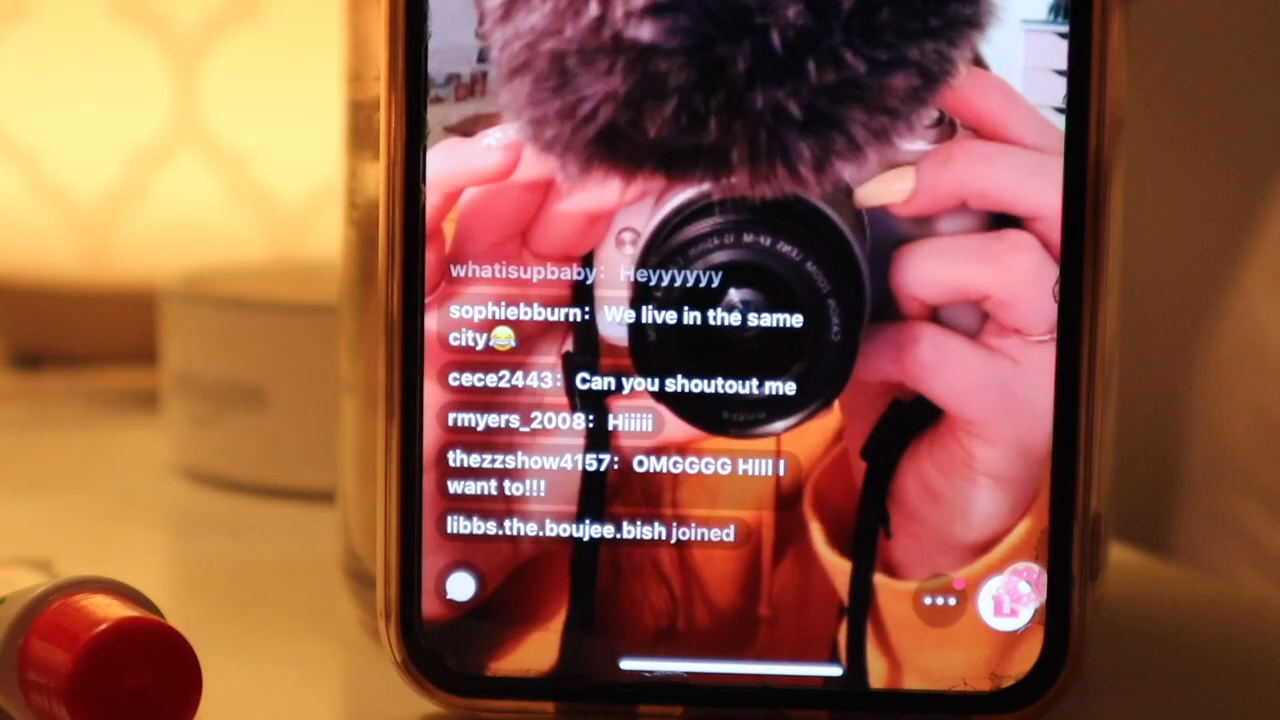 whatisupbaby: Heyyyyyy
sophiebburn: We live in the same
city😂
cece2443: Can you shoutout me
rmyers_2008: Hiiiii
thezzshow4157: OMGGGG HIII I
want to!!!
libbs.the.boujee.bish joined